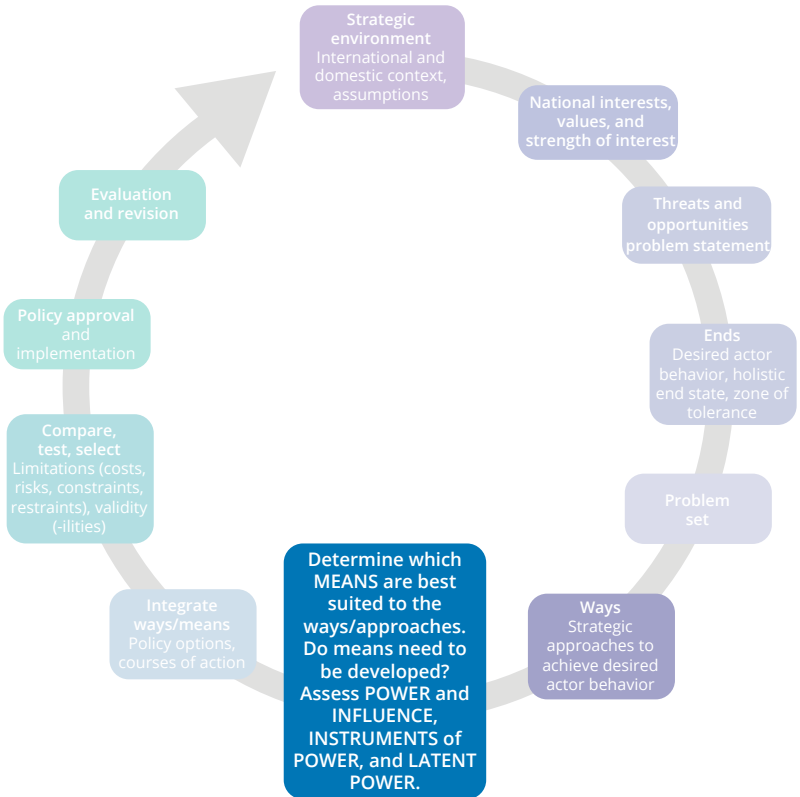 Strategic
environment
International and
domestic context,
assumptions
National interests,
values, and
strength of interest
Threats and
opportunities
problem statement
Ends
Desired actor
behavior, holistic
end state, zone of
tolerance
Problem
set
Ways
Strategic
approaches to
achieve desired
actor behavior
Determine which
MEANS are best
suited to the
ways/approaches.
Do means need to
be developed?
Assess POWER and
INFLUENCE,
INSTRUMENTS of
POWER, and LATENT
POWER.
Integrate
ways/means
Policy options,
courses of action
Compare,
test, select
Limitations (costs,
risks, constraints,
restraints), validity
(-ilities)
Policy approval
and
implementation
Evaluation
and revision